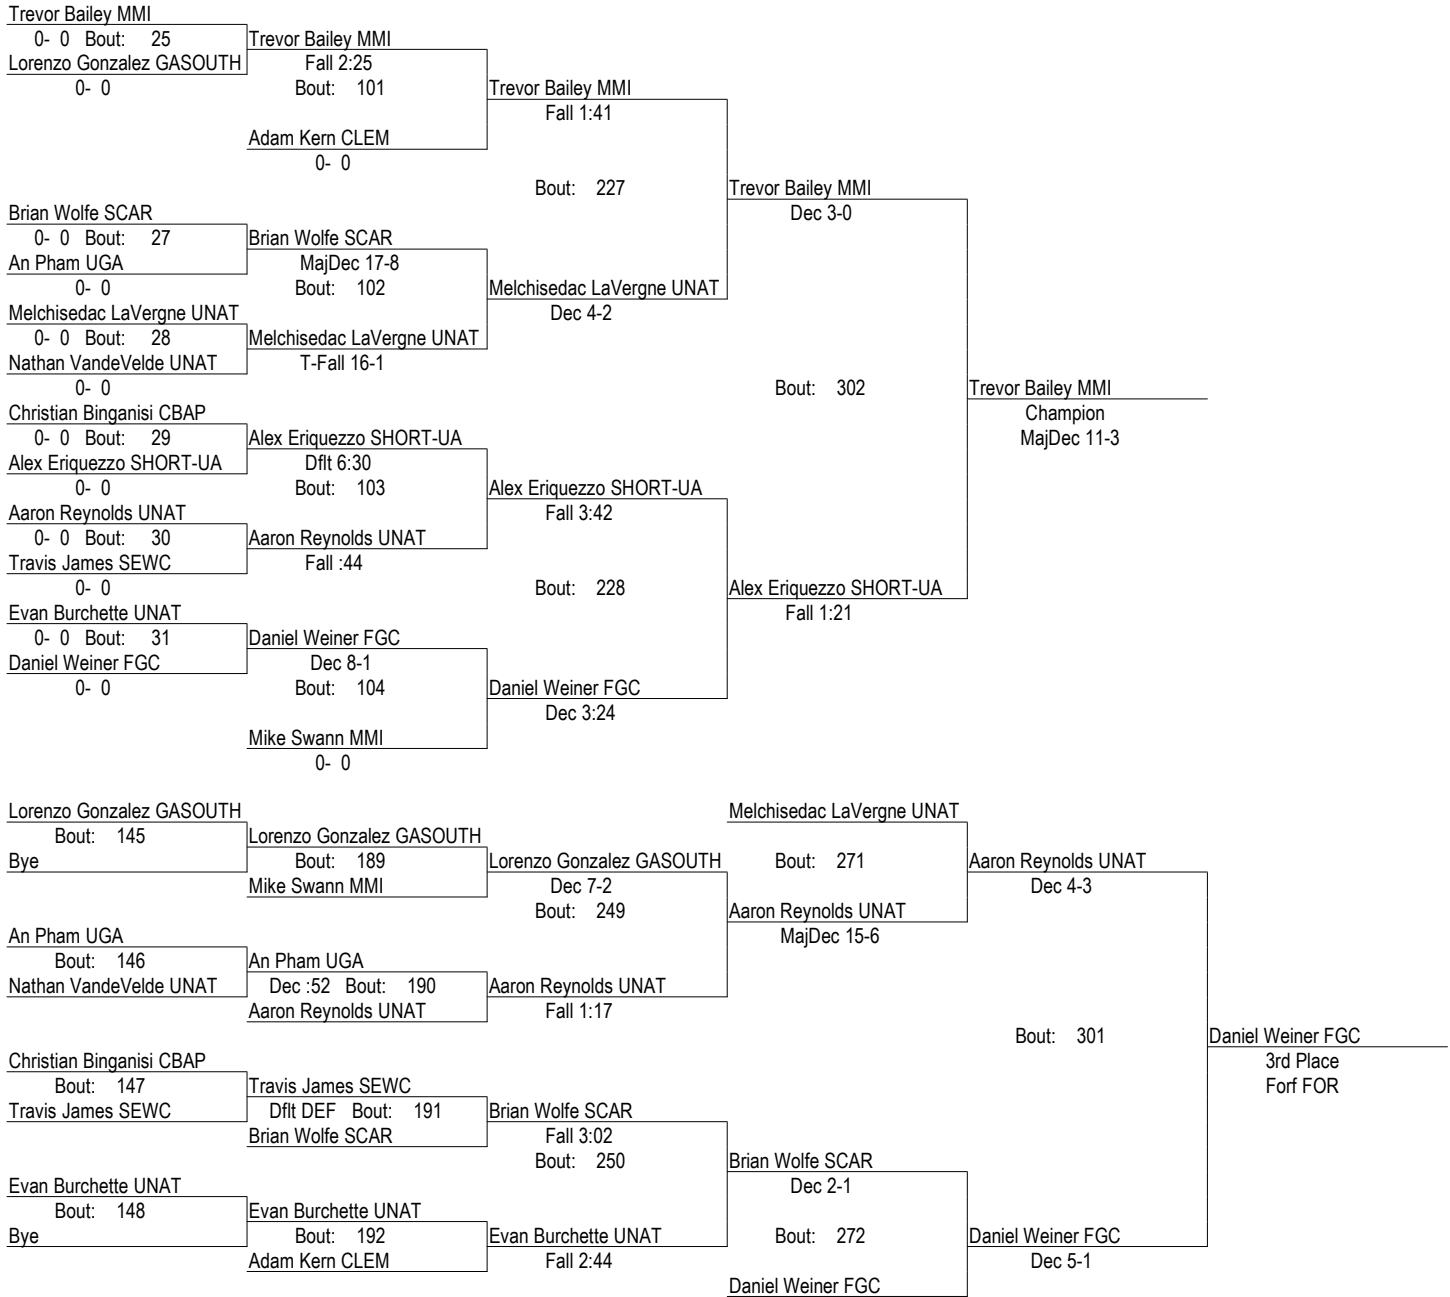 Trevor Bailey MMI
0- 0 Bout: 25 Trevor Bailey MMI
Lorenzo Gonzalez GASOUTH Fall 2:25
0- 0 Bout: 101 Trevor Bailey MMI
Fall 1:41
Adam Kern CLEM
0- 0
Bout: 227 Trevor Bailey MMI
Brian Wolfe SCAR Dec 3-0
0- 0 Bout: 27 Brian Wolfe SCAR
An Pham UGA MajDec 17-8
0- 0 Bout: 102 Melchisedac LaVergne UNAT
Melchisedac LaVergne UNAT Dec 4-2
0- 0 Bout: 28 Melchisedac LaVergne UNAT
Nathan VandeVelde UNAT T-Fall 16-1
0- 0 Bout: 302 Trevor Bailey MMI
Christian Binganisi CBAP Champion
0- 0 Bout: 29 Alex Eriquezzo SHORT-UA MajDec 11-3
Alex Eriquezzo SHORT-UA Dflt 6:30
0- 0 Bout: 103 Alex Eriquezzo SHORT-UA
Aaron Reynolds UNAT Fall 3:42
0- 0 Bout: 30 Aaron Reynolds UNAT
Travis James SEWC Fall :44
0- 0 Bout: 228 Alex Eriquezzo SHORT-UA
Evan Burchette UNAT Fall 1:21
0- 0 Bout: 31 Daniel Weiner FGC
Daniel Weiner FGC Dec 8-1
0- 0 Bout: 104 Daniel Weiner FGC
Dec 3:24
Mike Swann MMI
0- 0
Lorenzo Gonzalez GASOUTH Melchisedac LaVergne UNAT
Bout: 145 Lorenzo Gonzalez GASOUTH
Bye Bout: 189 Lorenzo Gonzalez GASOUTH Bout: 271 Aaron Reynolds UNAT
Mike Swann MMI Dec 7-2 Dec 4-3
Bout: 249 Aaron Reynolds UNAT
An Pham UGA MajDec 15-6
Bout: 146 An Pham UGA
Nathan VandeVelde UNAT Dec :52 Bout: 190 Aaron Reynolds UNAT
Aaron Reynolds UNAT Fall 1:17
Bout: 301 Daniel Weiner FGC
Christian Binganisi CBAP 3rd Place
Bout: 147 Travis James SEWC Forf FOR
Travis James SEWC Dflt DEF Bout: 191 Brian Wolfe SCAR
Brian Wolfe SCAR Fall 3:02
Bout: 250 Brian Wolfe SCAR
Evan Burchette UNAT Dec 2-1
Bout: 148 Evan Burchette UNAT
Bye Bout: 192 Evan Burchette UNAT Bout: 272 Daniel Weiner FGC
Adam Kern CLEM Fall 2:44 Dec 5-1
Daniel Weiner FGC